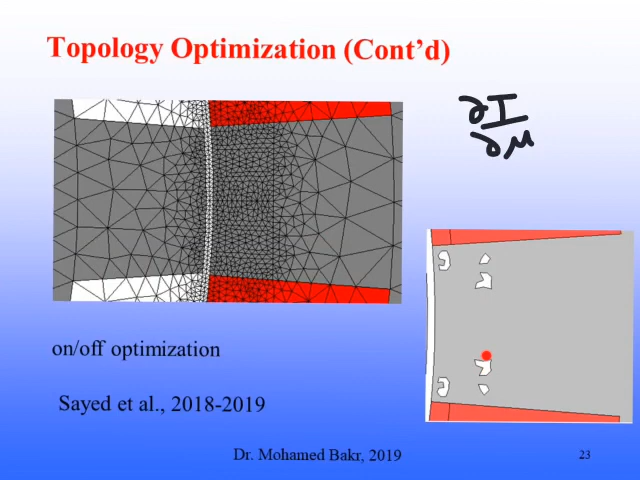 Topology Optimization (Cont'd)
∂I
∂μ
on/off optimization
Sayed et al., 2018-2019
Dr. Mohamed Bakr, 2019
23